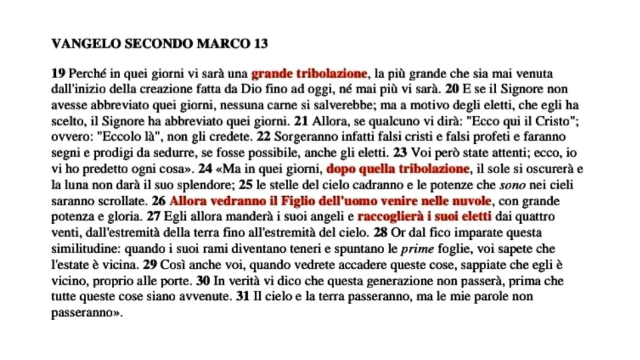 VANGELO SECONDO MARCO 13
19 Perché in quei giorni vi sarà una grande tribolazione, la più grande che sia mai venuta
dall'inizio della creazione fatta da Dio fino ad oggi, né mai più vi sarà. 20 E se il Signore non
avesse abbreviato quei giorni, nessuna carne si salverebbe; ma a motivo degli eletti, che egli ha
scelto, il Signore ha abbreviato quei giorni. 21 Allora, se qualcuno vi dirà: "Ecco qui il Cristo";
ovvero: "Eccolo là", non gli credete. 22 Sorgeranno infatti falsi cristi e falsi profeti e faranno
segni e prodigi da sedurre, se fosse possibile, anche gli eletti. 23 Voi però state attenti; ecco, io
vi ho predetto ogni cosa». 24 «Ma in quei giorni, dopo quella tribolazione, il sole si oscurerà e
la luna non darà il suo splendore; 25 le stelle del cielo cadranno e le potenze che sono nei cieli
saranno scrollate. 26 Allora vedranno il Figlio dell'uomo venire nelle nuvole, con grande
potenza e gloria. 27 Egli allora manderà i suoi angeli e raccoglierà i suoi eletti dai quattro
venti, dall'estremità della terra fino all'estremità del cielo. 28 Or dal fico imparate questa
similitudine: quando i suoi rami diventano teneri e spuntano le prime foglie, voi sapete che
l'estate è vicina. 29 Così anche voi, quando vedrete accadere queste cose, sappiate che egli è
vicino, proprio alle porte. 30 In verità vi dico che questa generazione non passerà, prima che
tutte queste cose siano avvenute. 31 Il cielo e la terra passeranno, ma le mie parole non
passeranno».